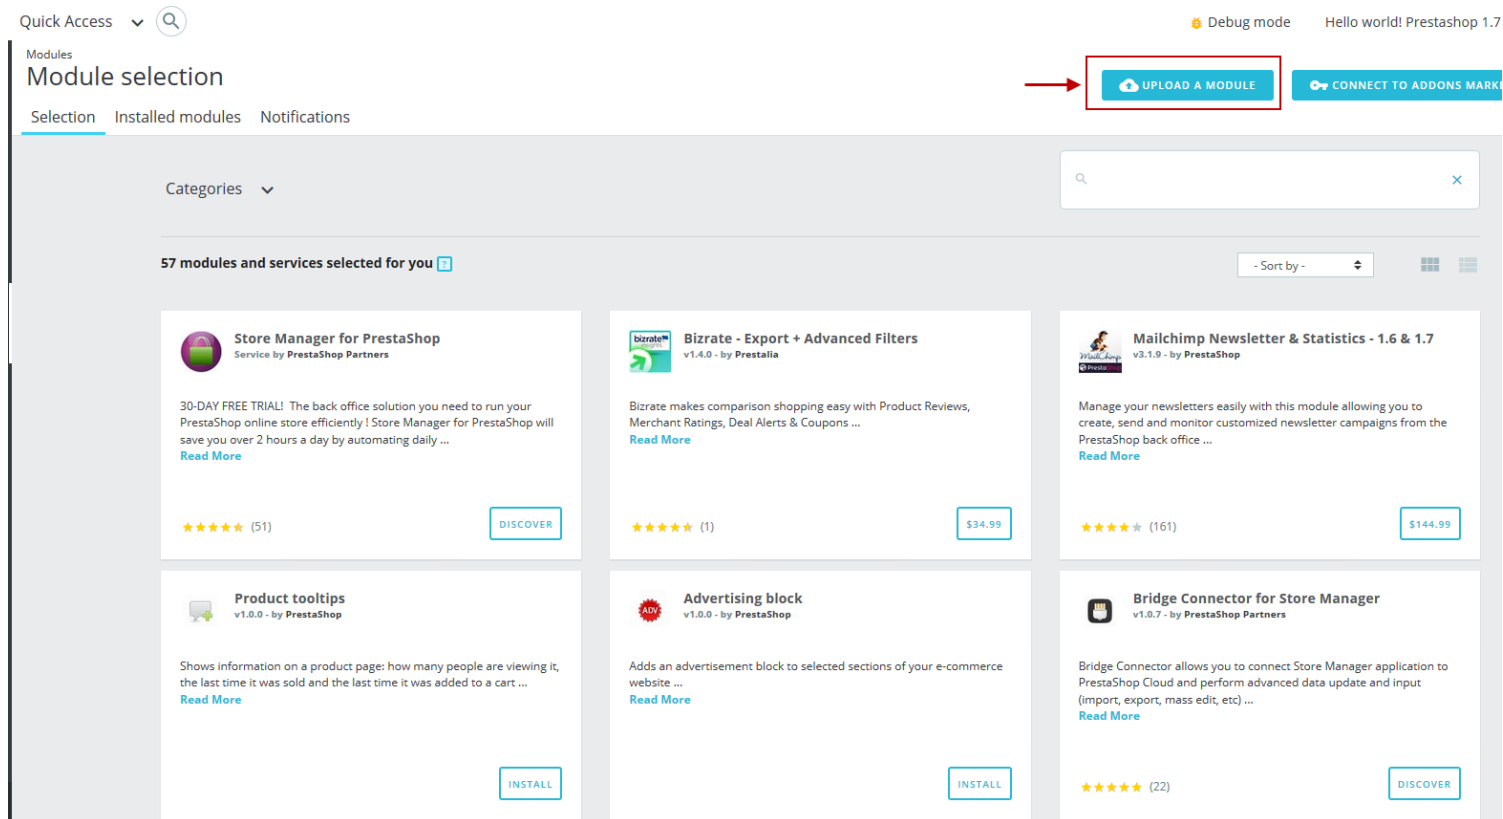 Quick Access
Debug mode
Hello world! Prestashop 1.7
Modules
Module selection
UPLOAD A MODULE
CONNECT TO ADDONS MARK
Selection
Installed modules
Notifications
Categories
57 modules and services selected for you ?
- Sort by -
Store Manager for PrestaShop
Service by PrestaShop Partners
30-DAY FREE TRIAL! The back office solution you need to run your
PrestaShop online store efficiently ! Store Manager for PrestaShop will
save you over 2 hours a day by automating daily ...
Read More
(51)
DISCOVER
bizrate
insights
Bizrate - Export + Advanced Filters
v1.4.0 - by Prestalia
Bizrate makes comparison shopping easy with Product Reviews,
Merchant Ratings, Deal Alerts & Coupons ...
Read More
(1)
$34.99
MailChimp
Presta
Mailchimp Newsletter & Statistics - 1.6 & 1.7
v3.1.9 - by PrestaShop
Manage your newsletters easily with this module allowing you to
create, send and monitor customized newsletter campaigns from the
PrestaShop back office ...
Read More
(161)
$144.99
Product tooltips
v1.0.0 - by PrestaShop
Shows information on a product page: how many people are viewing it,
the last time it was sold and the last time it was added to a cart ...
Read More
INSTALL
ADV
Advertising block
v1.0.0 - by PrestaShop
Adds an advertisement block to selected sections of your e-commerce
website ...
Read More
INSTALL
Bridge Connector for Store Manager
v1.0.7 - by PrestaShop Partners
Bridge Connector allows you to connect Store Manager application to
PrestaShop Cloud and perform advanced data update and input
(import, export, mass edit, etc) ...
Read More
(22)
DISCOVER